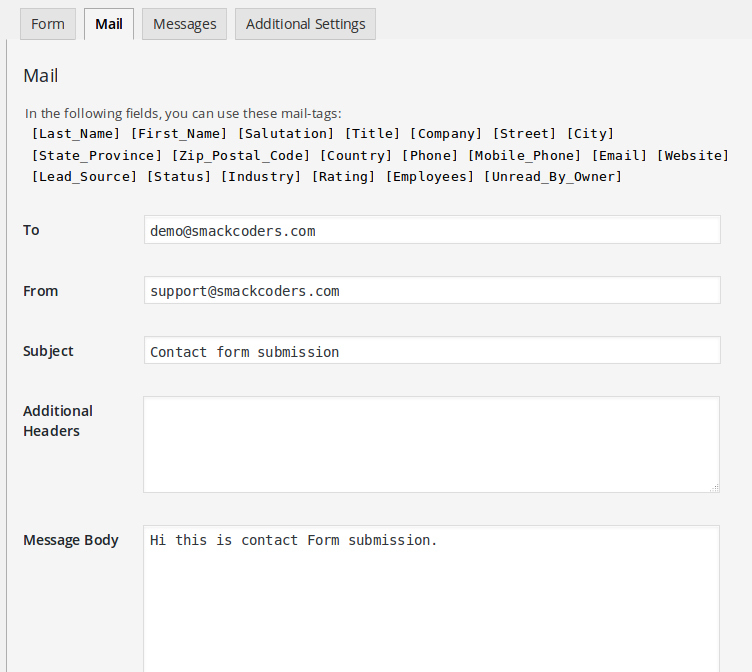 Form Mail Messages Additional Settings
Mail
In the following fields, you can use these mail-tags:
[Last_Name] [First_Name] [Salutation] [Title] [Company] [Street] [City]
[State_Province] [Zip_Postal_Code] [Country] [Phone] [Mobile_Phone] [Email] [Website]
[Lead_Source] [Status] [Industry] [Rating] [Employees] [Unread_By_Owner]
To demo@smackcoders.com
From support@smackcoders.com
Subject Contact form submission
Additional
Headers
Message Body Hi this is contact Form submission.